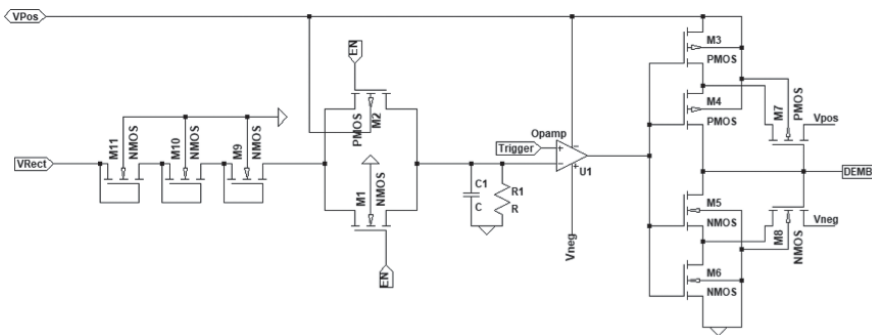 VPos
M3
EN
PMOS
M2
PMOS
M4
PMOS
M7
PMOS
Vpos
M11
NMOS
M10
NMOS
M9
NMOS
VRect
Opamp
Trigger
U1
DEMB
M1
NMOS
C1
C
R1
R
M5
NMOS
Vneg
M8
NMOS
Vneg
EN
M6
NMOS